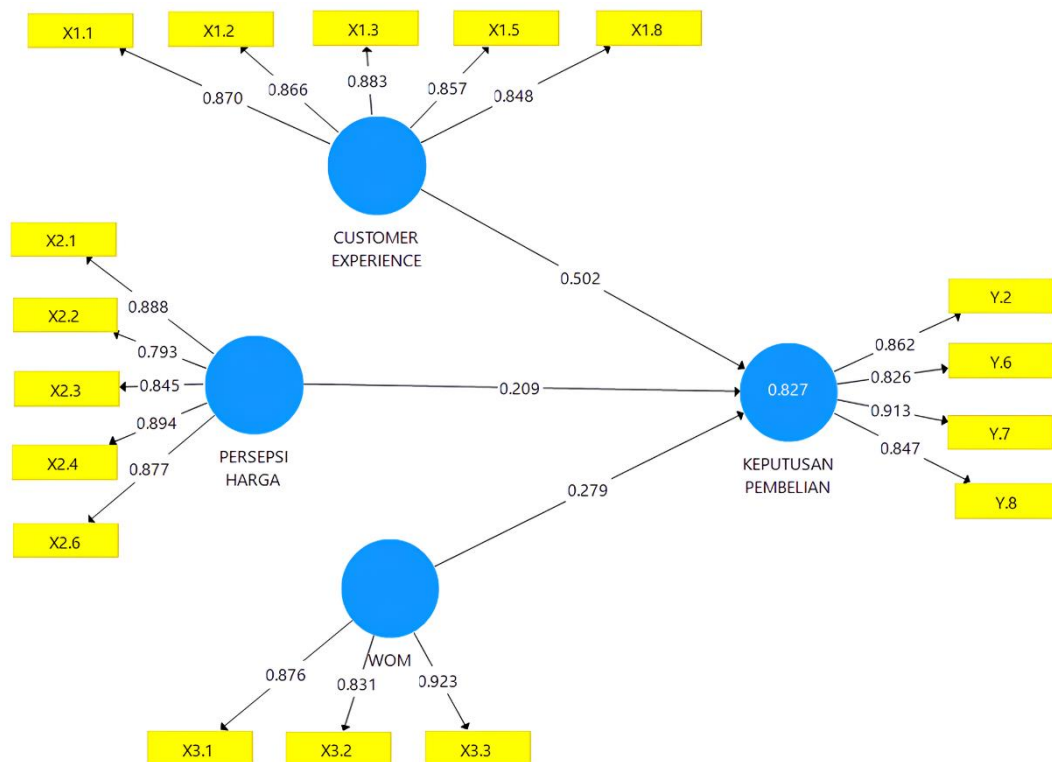 X1.1
X1.2
X1.3
X1.5
X1.8
0.870
0.866
0.883
0.857
0.848
CUSTOMER
EXPERIENCE
X2.1
X2.2
X2.3
X2.4
X2.6
0.888
0.793
0.845
0.894
0.877
PERSEPSI
HARGA
0.502
0.209
0.279
0.827
KEPUTUSAN
PEMBELIAN
0.862
0.826
0.913
0.847
Y.2
Y.6
Y.7
Y.8
WOM
0.876
0.831
0.923
X3.1
X3.2
X3.3